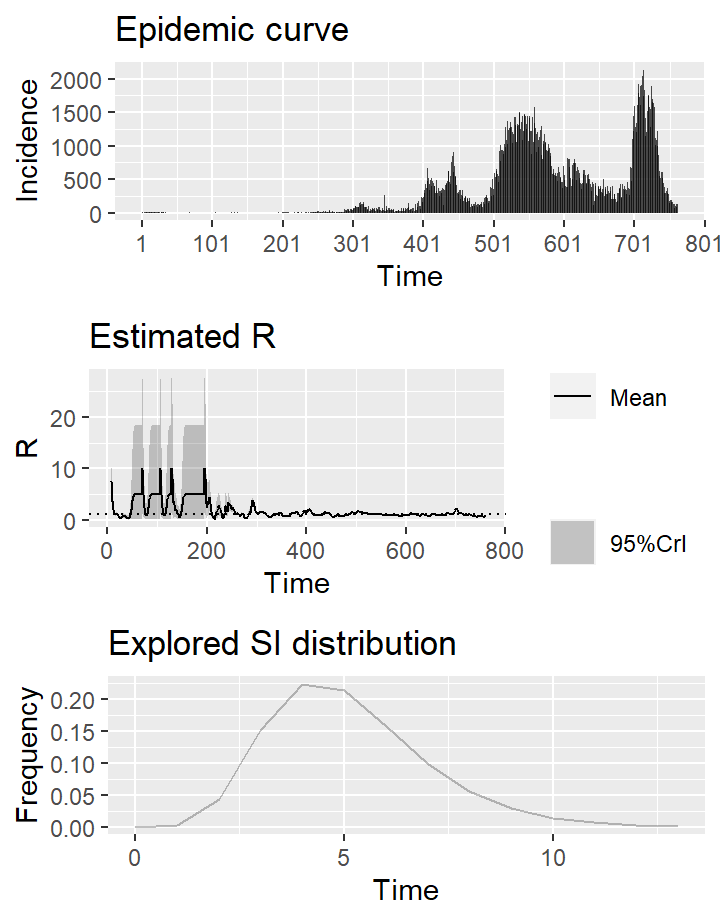 Epidemic curve
Incidence
2000
1500
1000
500
0
1 101 201 301 401 501 601 701 801
Time
Estimated R
R
20
10
0
0 200 400 600 800
Time
Mean
95%CrI
Explored SI distribution
Frequency
0.20
0.15
0.10
0.05
0.00
0 5 10
Time